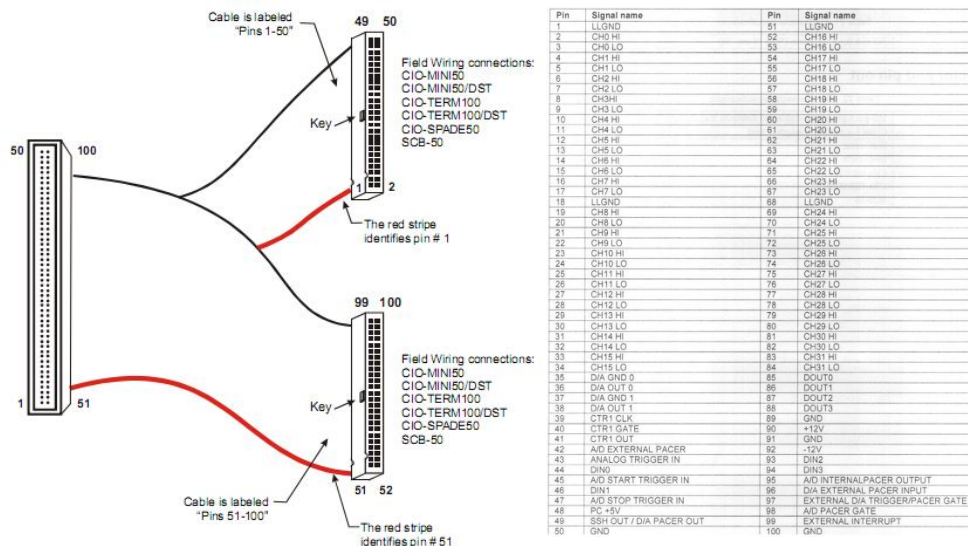 Cable is labeled
"Pins 1-50"
49 50
Field Wiring connections:
CIO-MINI50
CIO-MINI50/DST
CIO-TERM100
CIO-TERM100/DST
CIO-SPADE50
SCB-50
Key
1 2
The red stripe
identifies pin # 1
50 100
1 51
99 100
Field Wiring connections:
CIO-MINI50
CIO-MINI50/DST
CIO-TERM100
CIO-TERM100/DST
CIO-SPADE50
SCB-50
Key
51 52
Cable is labeled
"Pins 51-100"
The red stripe
identifies pin # 51
Pin Signal name Pin Signal name
1 LLGND 51 LLGND
2 CH0 HI 52 CH16 HI
3 CH0 LO 53 CH16 LO
4 CH1 HI 54 CH17 HI
5 CH1 LO 55 CH17 LO
6 CH2 HI 56 CH18 HI
7 CH2 LO 57 CH18 LO
8 CH3HI 58 CH19 HI
9 CH3 LO 59 CH19 LO
10 CH4 HI 60 CH20 HI
11 CH4 LO 61 CH20 LO
12 CH5 HI 62 CH21 HI
13 CH5 LO 63 CH21 LO
14 CH6 HI 64 CH22 HI
15 CH6 LO 65 CH22 LO
16 CH7 HI 66 CH23 HI
17 CH7 LO 67 CH23 LO
18 LLGND 68 LLGND
19 CH8 HI 69 CH24 HI
20 CH8 LO 70 CH24 LO
21 CH9 HI 71 CH25 HI
22 CH9 LO 72 CH25 LO
23 CH10 HI 73 CH26 HI
24 CH10 LO 74 CH26 LO
25 CH11 HI 75 CH27 HI
26 CH11 LO 76 CH27 LO
27 CH12 HI 77 CH28 HI
28 CH12 LO 78 CH28 LO
29 CH13 HI 79 CH29 HI
30 CH13 LO 80 CH29 LO
31 CH14 HI 81 CH30 HI
32 CH14 LO 82 CH30 LO
33 CH15 HI 83 CH31 HI
34 CH15 LO 84 CH31 LO
35 D/A GND 0 85 DOUT0
36 D/A OUT 0 86 DOUT1
37 D/A GND 1 87 DOUT2
38 D/A OUT 1 88 DOUT3
39 CTR1 CLK 89 GND
40 CTR1 GATE 90 +12V
41 CTR1 OUT 91 GND
42 A/D EXTERNAL PACER 92 -12V
43 ANALOG TRIGGER IN 93 DIN2
44 DIN0 94 DIN3
45 A/D START TRIGGER IN 95 A/D INTERNALPACER OUTPUT
46 DIN1 96 D/A EXTERNAL PACER INPUT
47 A/D STOP TRIGGER IN 97 EXTERNAL D/A TRIGGER/PACER GATE
48 PC +5V 98 A/D PACER GATE
49 SSH OUT / D/A PACER OUT 99 EXTERNAL INTERRUPT
50 GND 100 GND